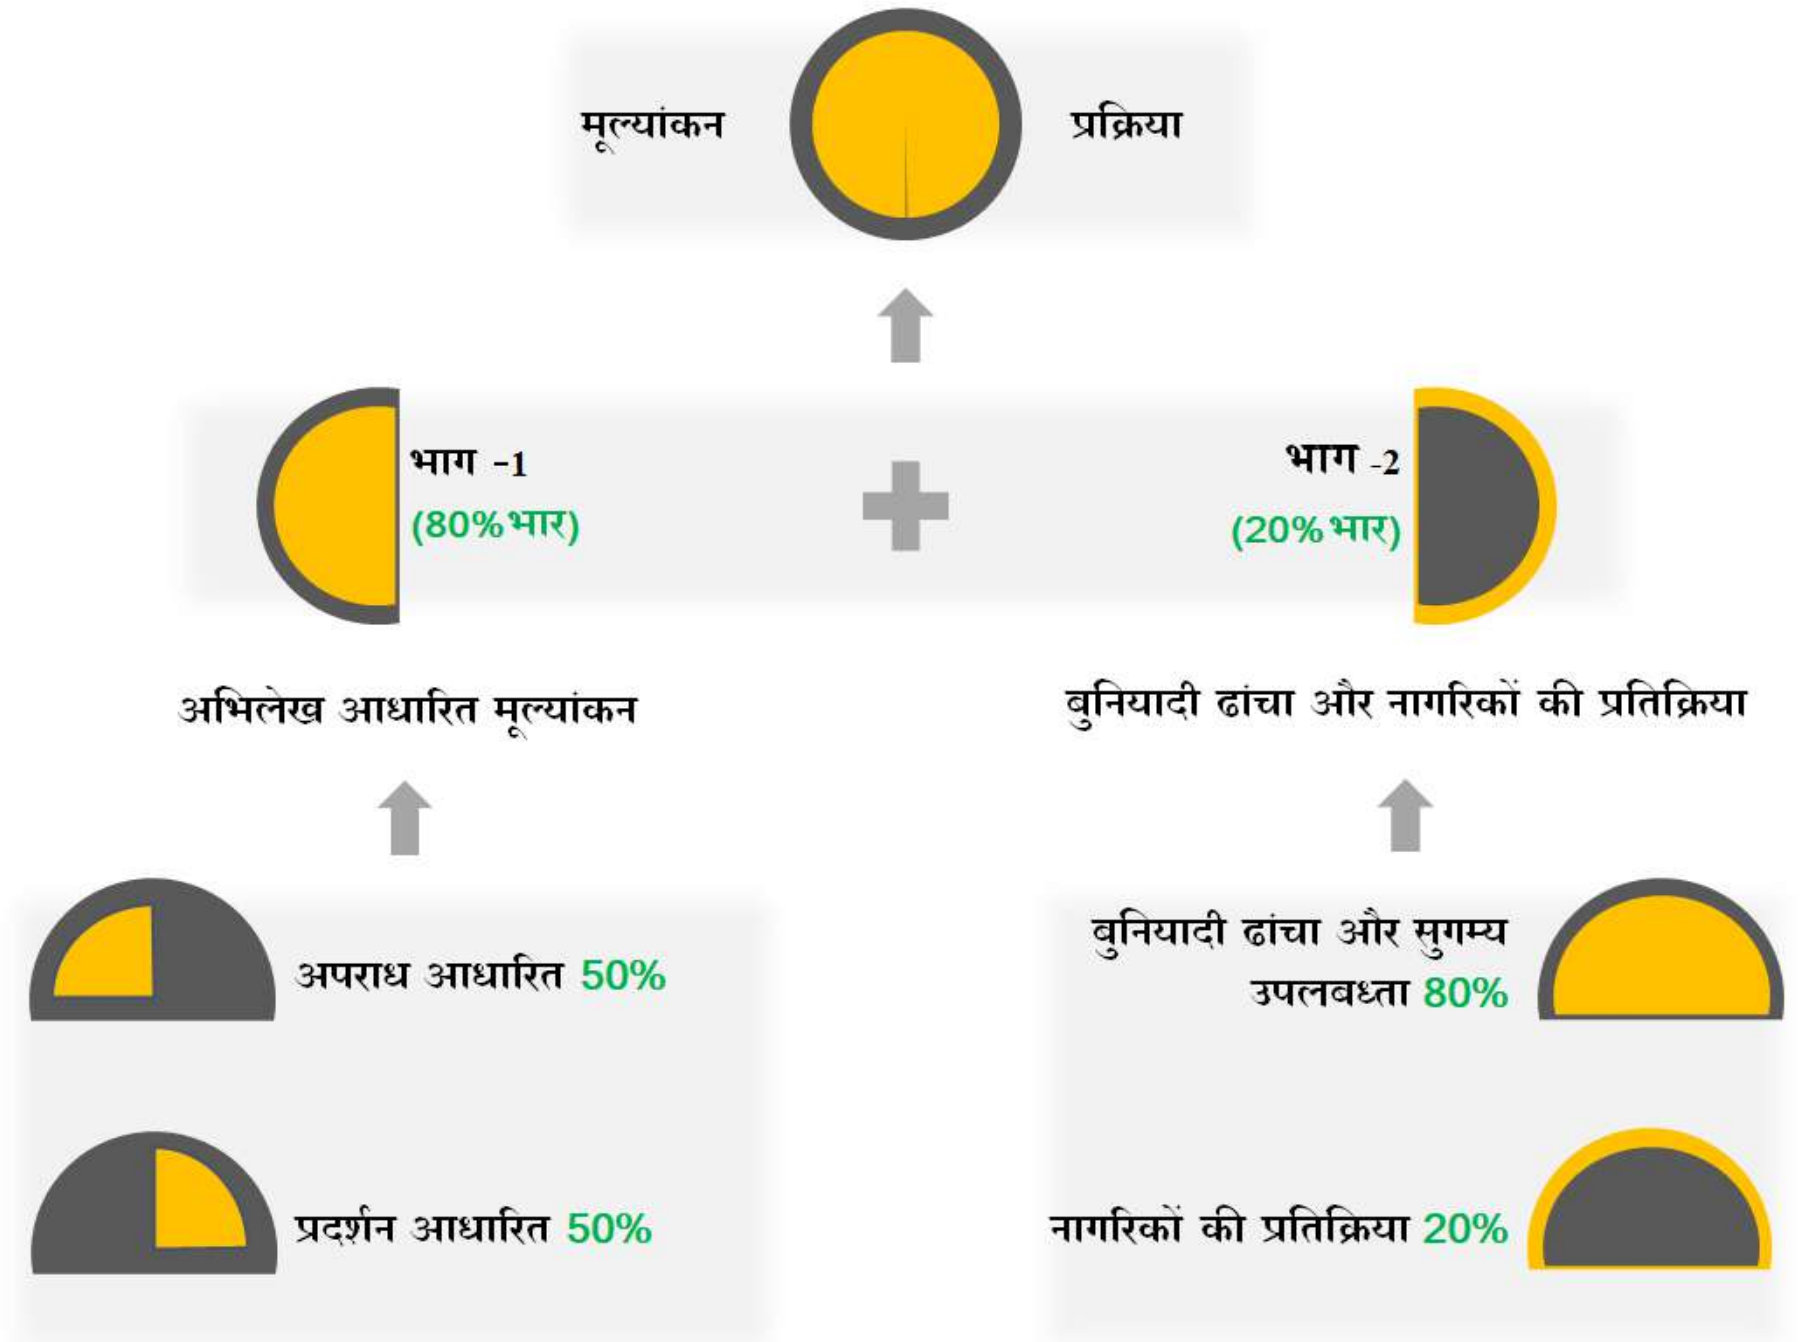 मूल्यांकन प्रक्रिया
भाग -1
(80% भार)
भाग -2
(20% भार)
अभिलेख आधारित मूल्यांकन
बुनियादी ढांचा और नागरिकों की प्रतिक्रिया
अपराध आधारित 50%
प्रदर्शन आधारित 50%
बुनियादी ढांचा और सुगम्य
उपलबध्ता 80%
नागरिकों की प्रतिक्रिया 20%